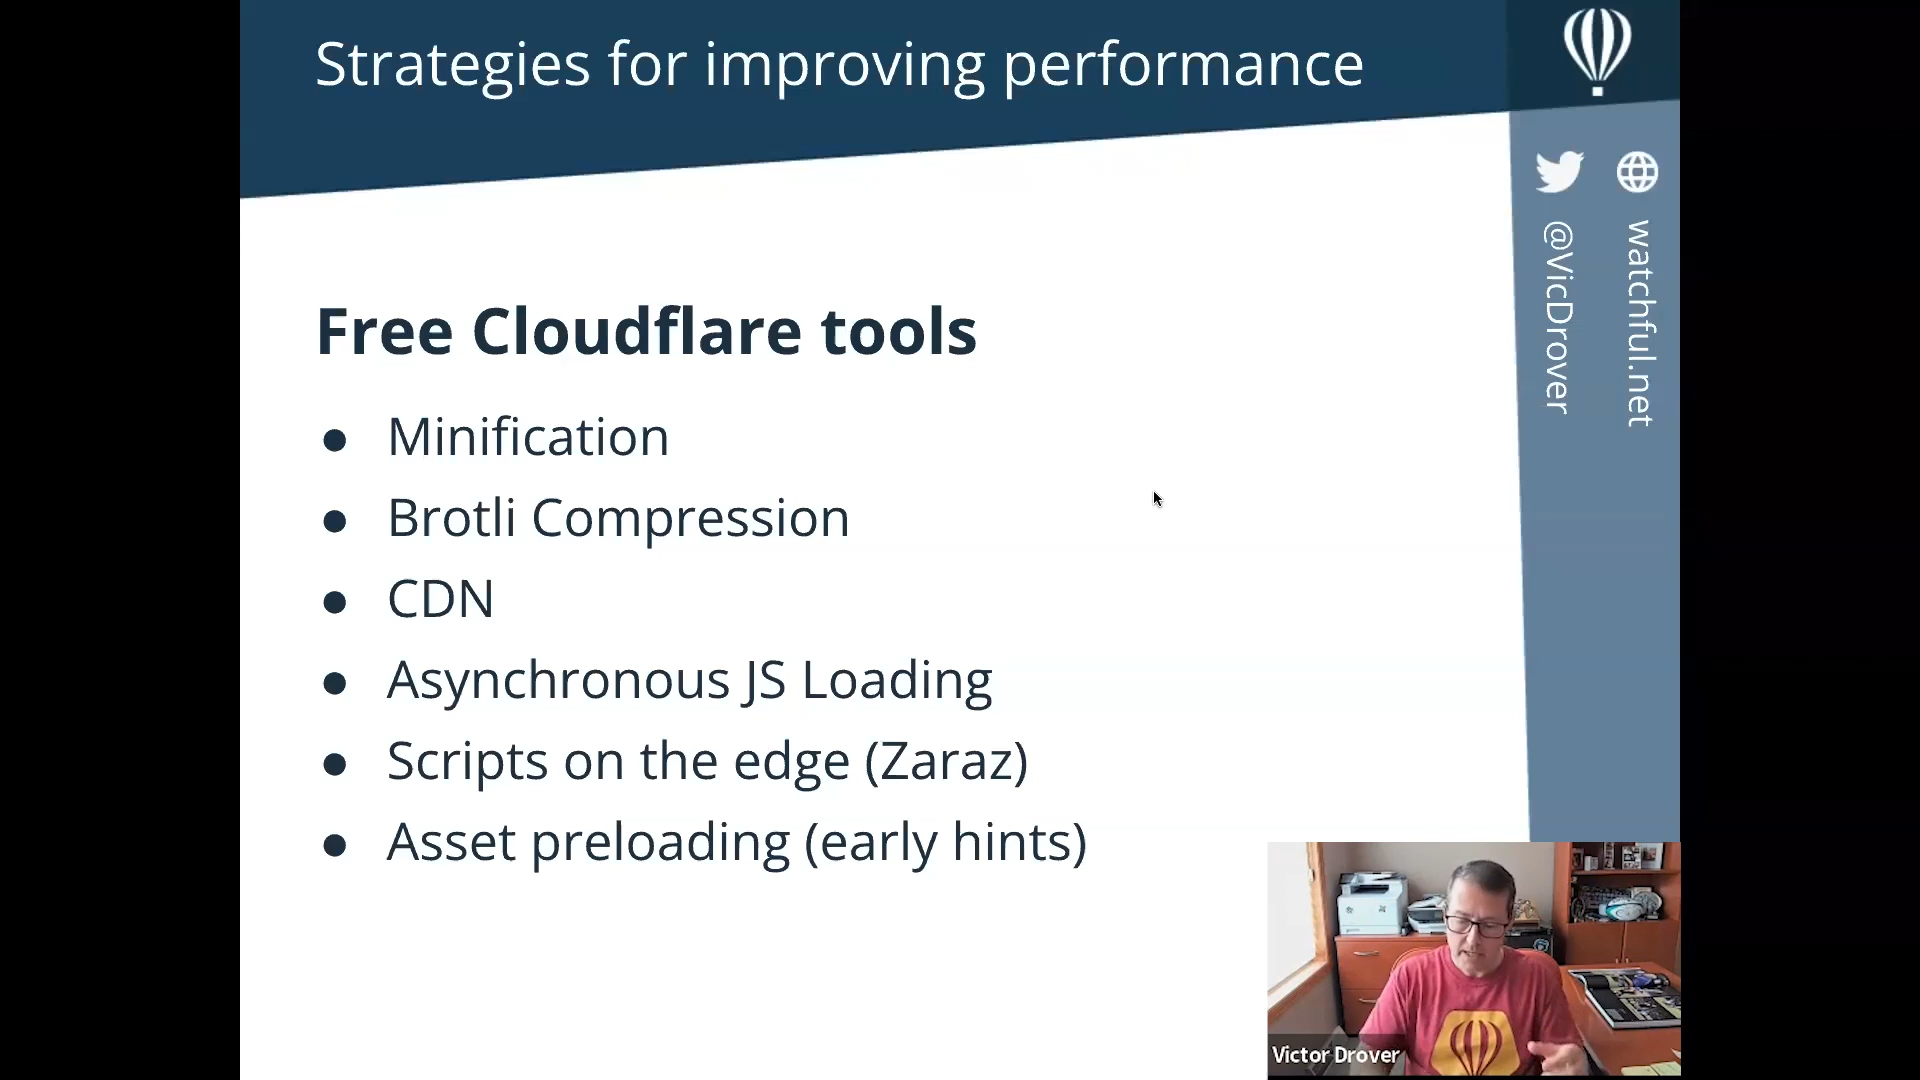 Strategies for improving performance
@VicDrover
watchful.net
Free Cloudflare tools
● Minification
● Brotli Compression
● CDN
● Asynchronous JS Loading
● Scripts on the edge (Zaraz)
● Asset preloading (early hints)
Victor Drover